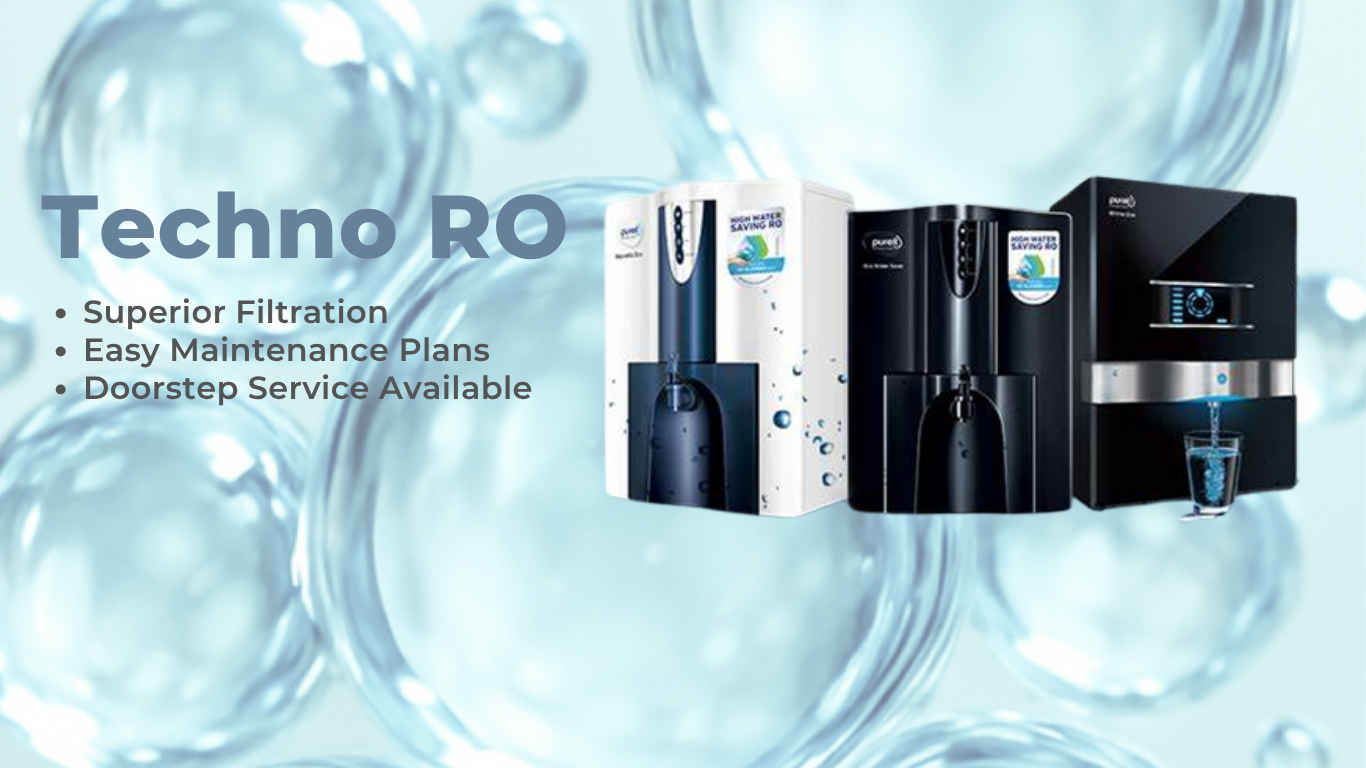 Techno RO
• Superior Filtration
• Easy Maintenance Plans
• Doorstep Service Available
pureit
HIGH WATER
SAVING RO
pureit
HIGH WATER
SAVING RO
pureit